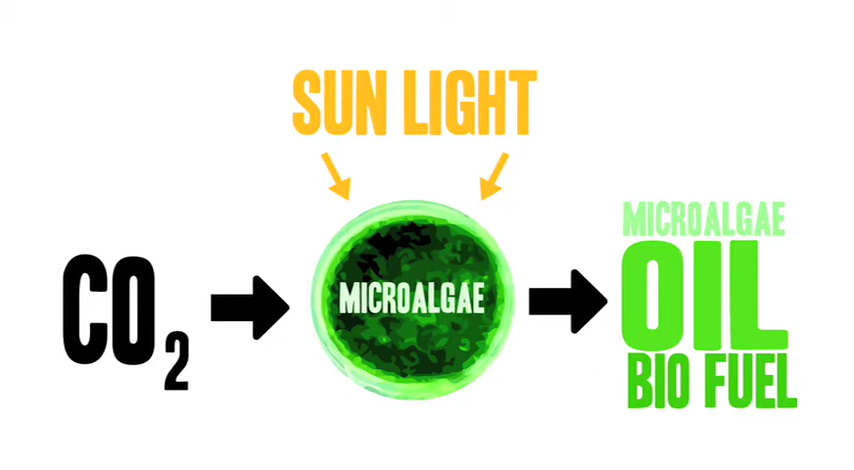 SUN LIGHT
CO₂
MICROALGAE
MICROALGAE
OIL
BIO FUEL